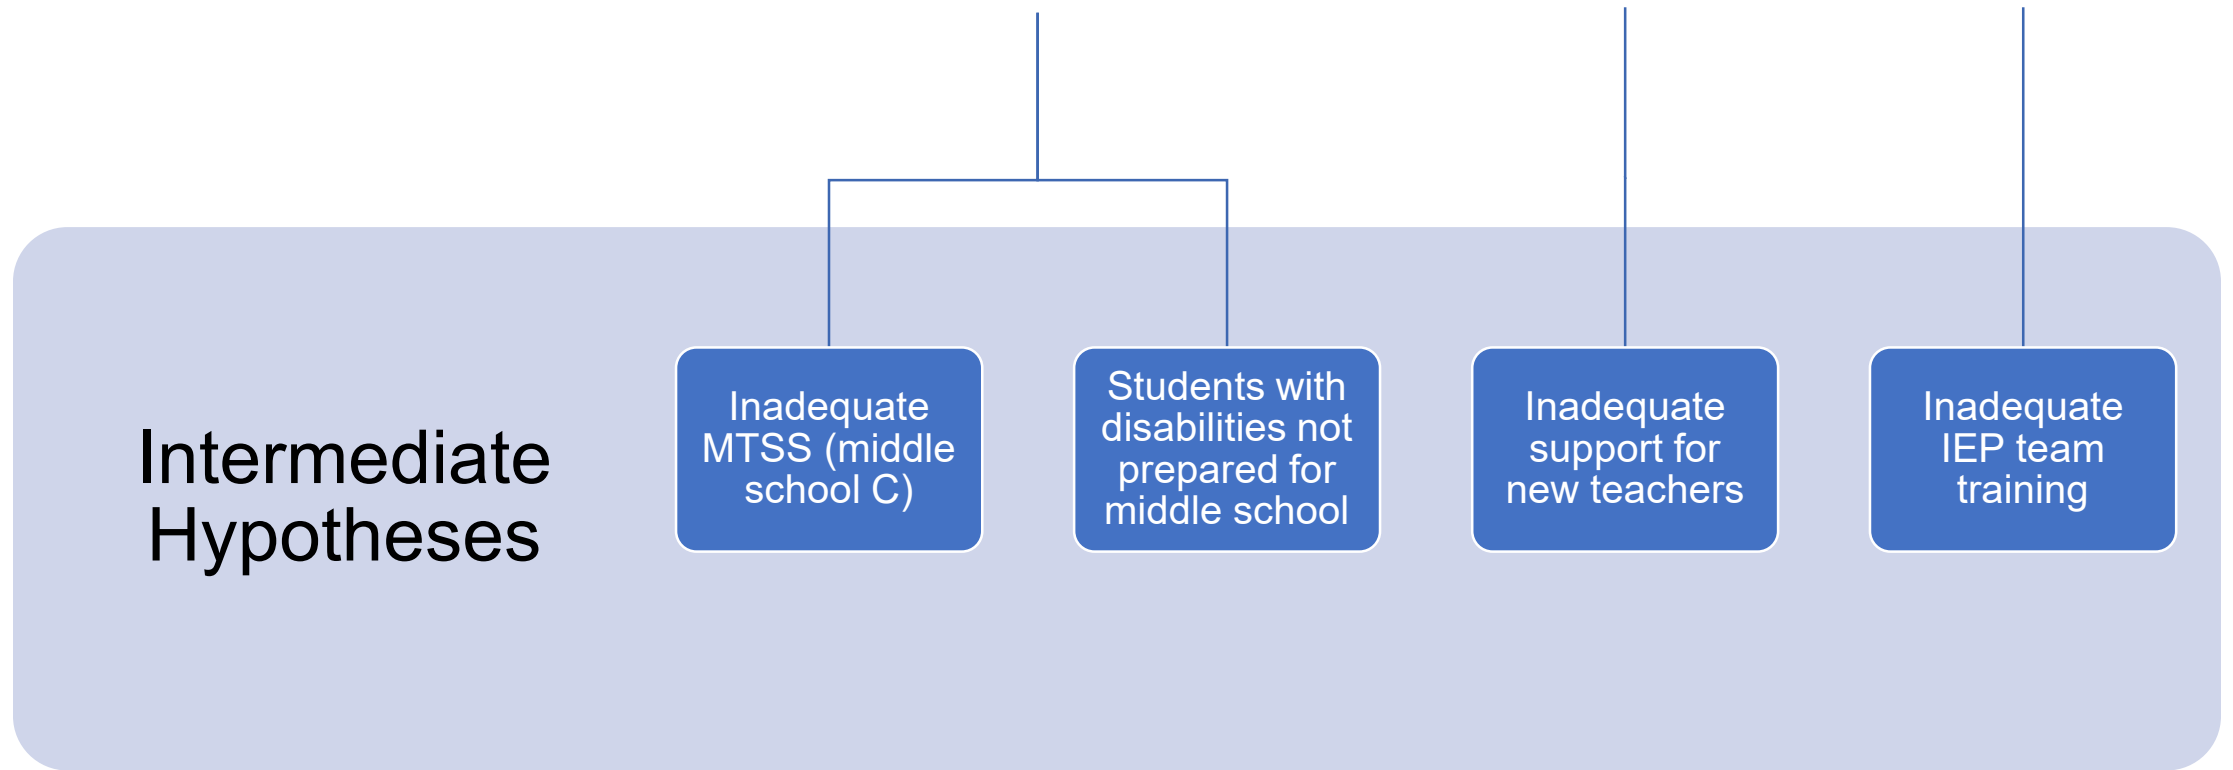 Intermediate
Hypotheses
Inadequate
MTSS (middle
school C)
Students with
disabilities not
prepared for
middle school
Inadequate
support for
new teachers
Inadequate
IEP team
training